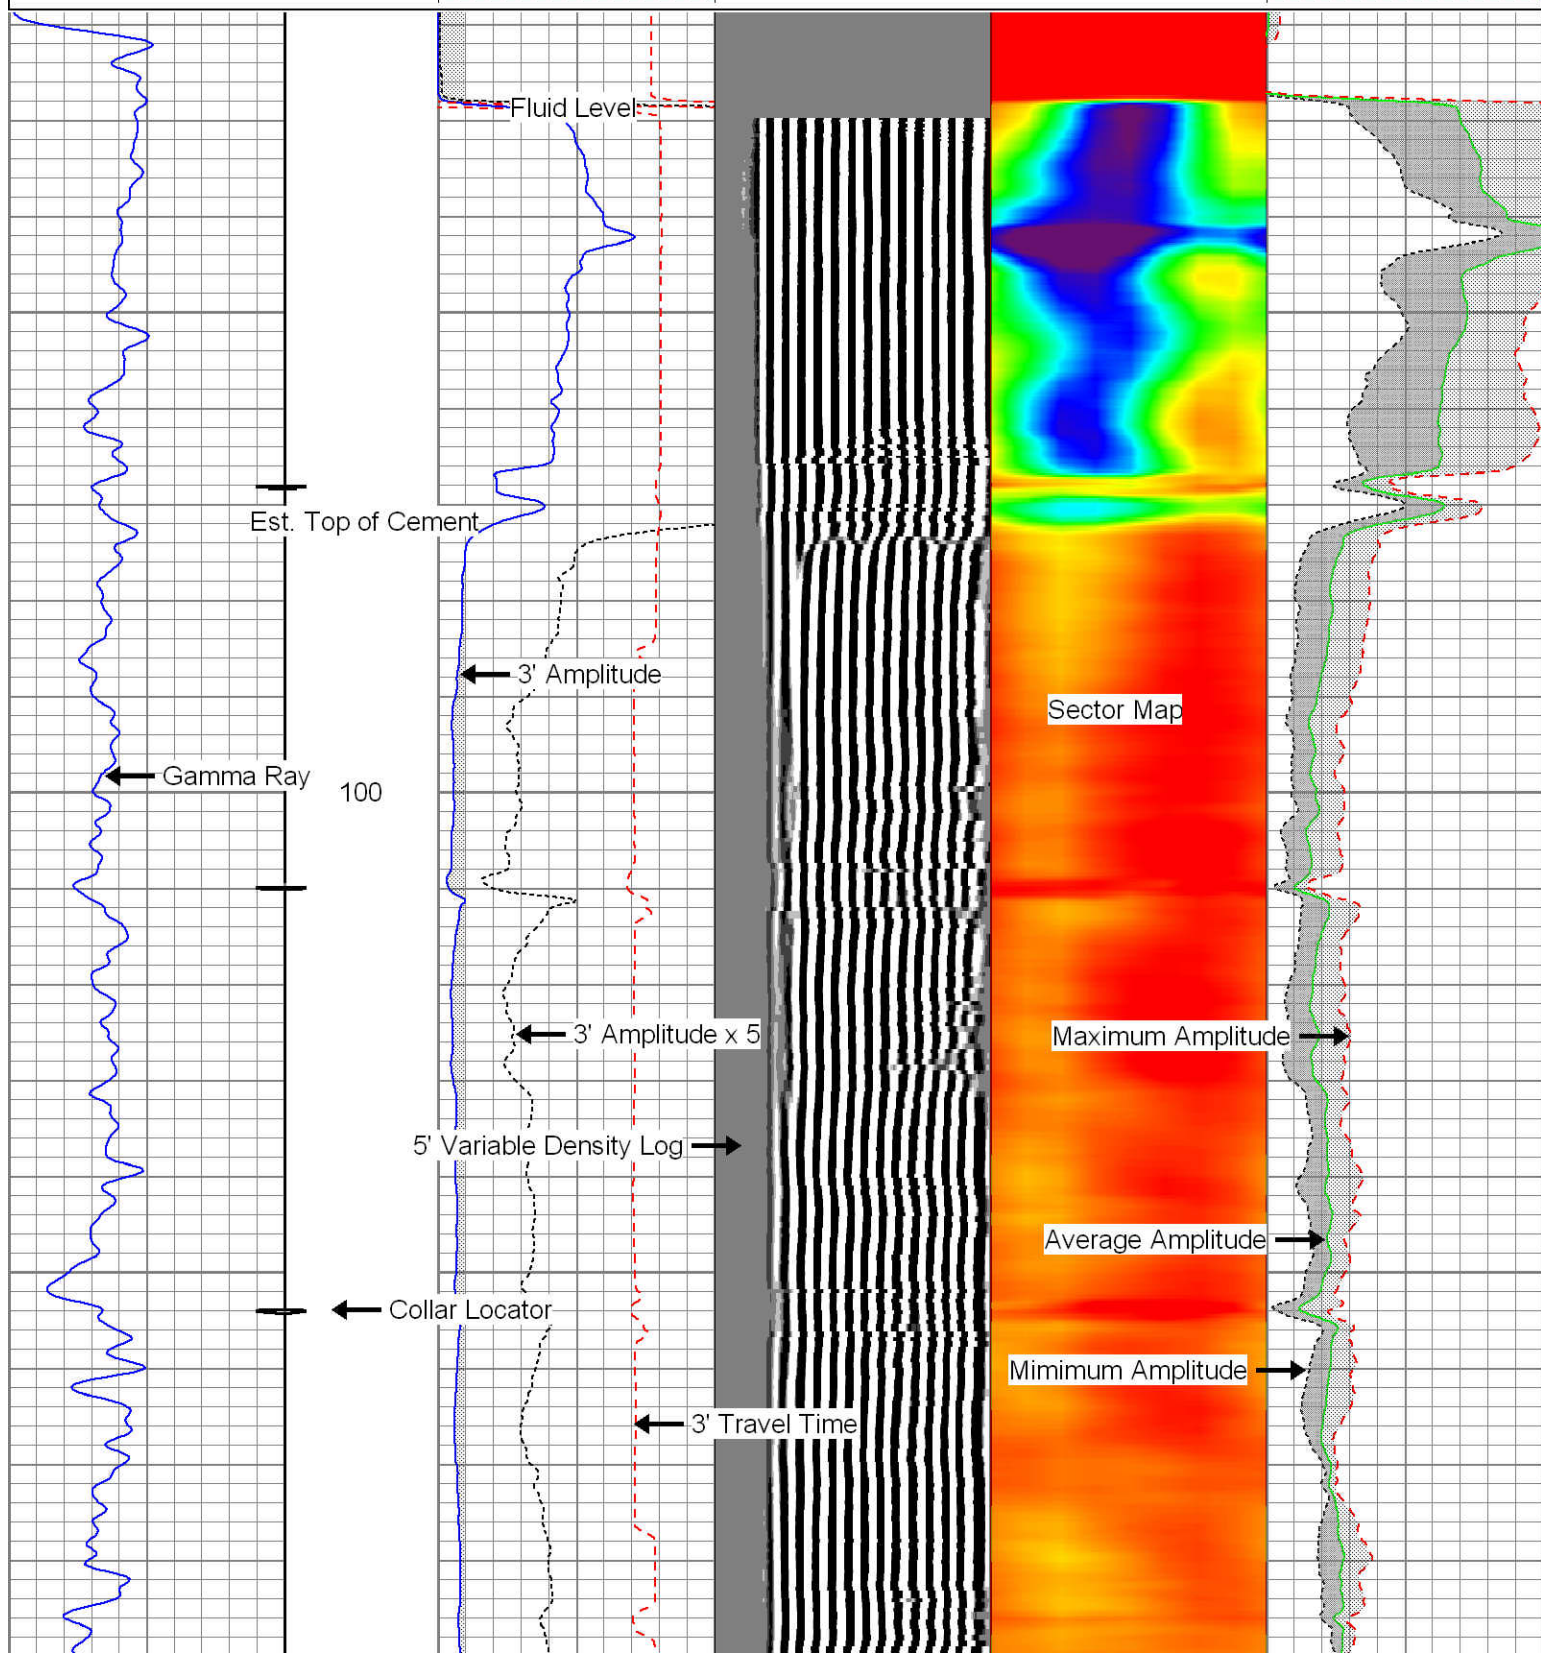 Fluid Level
Est. Top of Cement
3' Amplitude
Sector Map
Gamma Ray
100
3' Amplitude x 5
Maximum Amplitude
5' Variable Density Log
Average Amplitude
Collar Locator
Mimimum Amplitude
3' Travel Time